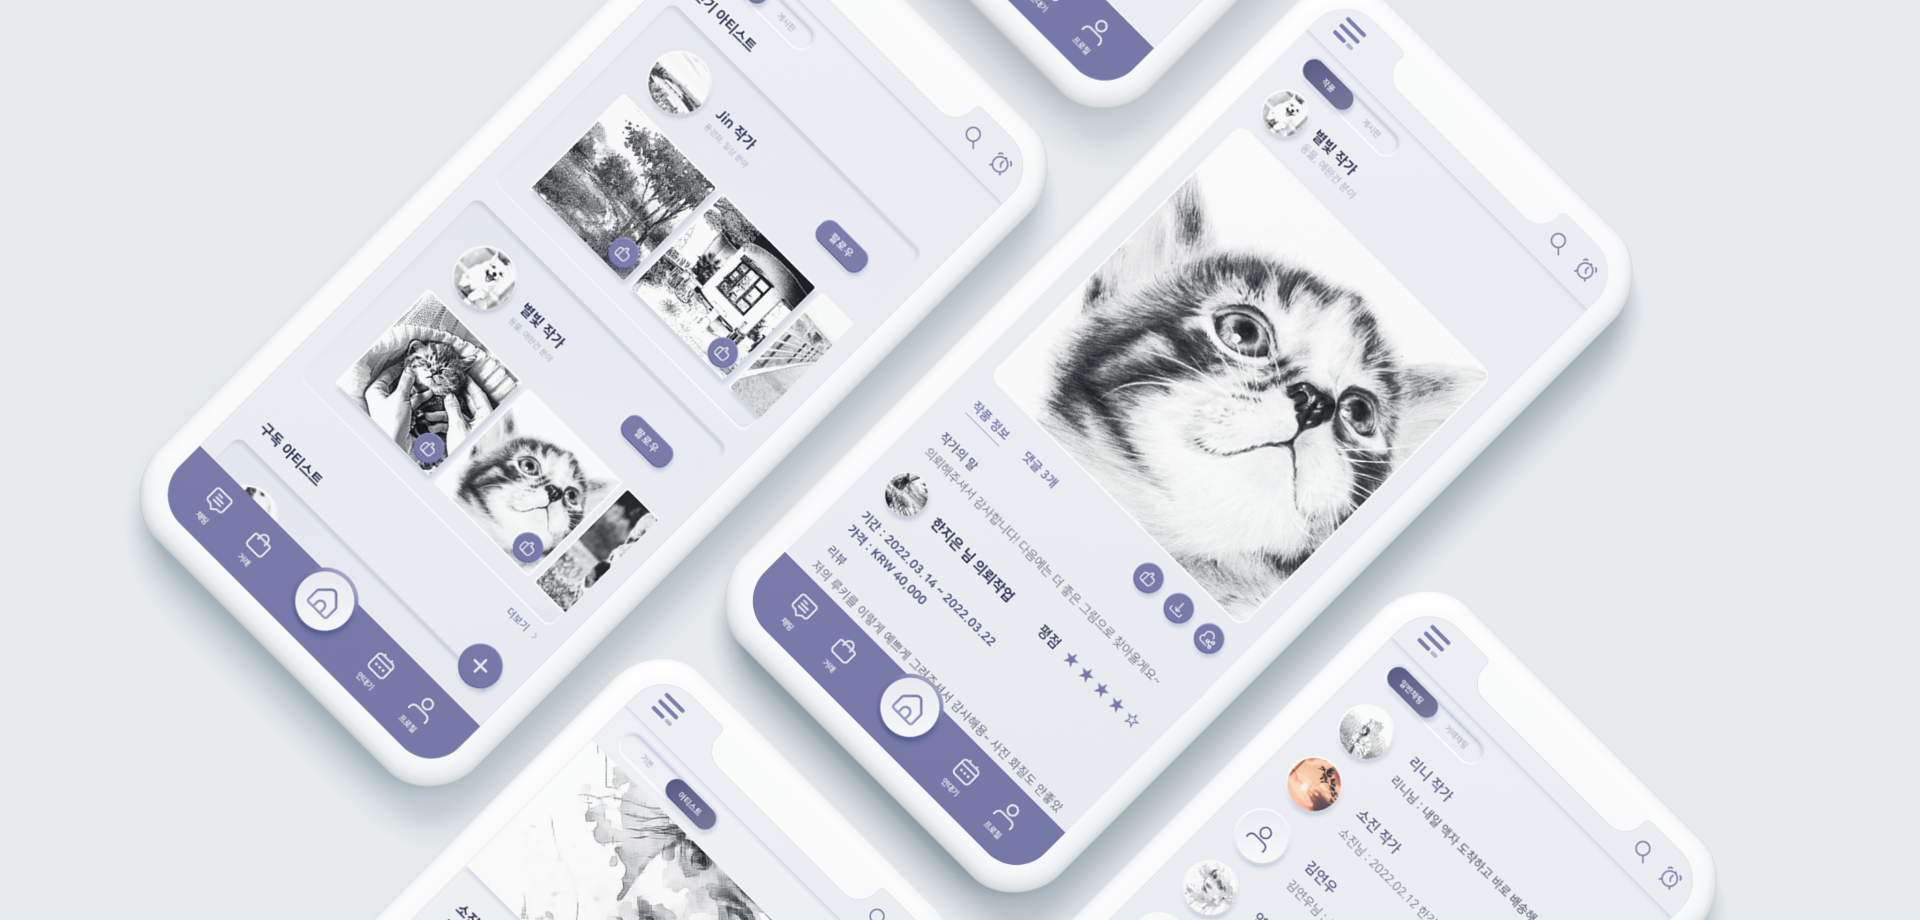 게시판
아티스트
Jin 작가
풍경화, 일상 분야
팔로우
별빛 작가
동물, 애완견 분야
팔로우
더보기 >
구독 아티스트
채팅
거래
연대기
프로필
프로필
작품
게시판
별빛 작가
동물, 애완견 분야
작품 정보
댓글 3개
작가의 말
의뢰해주셔서 감사합니다! 다음에는 더 좋은 그림으로 찾아올게요~
한지은 님 의뢰작업
기간 : 2022.03.14 ~ 2022.03.22
가격 : KRW 40,000
평점 ★★★★☆
리뷰
저의 루키를 이렇게 예쁘게 그려주셔서 감사해용~ 사진 화질도 안좋았
채팅
거래
연대기
프로필
기본
아티스트
소진
일반채팅
거래채팅
리니 작가
리니님 : 내일 액자 도착하고 바로 배송해
소진 작가
소진님 : 2022.02.12 한
김연우
김연우님 :